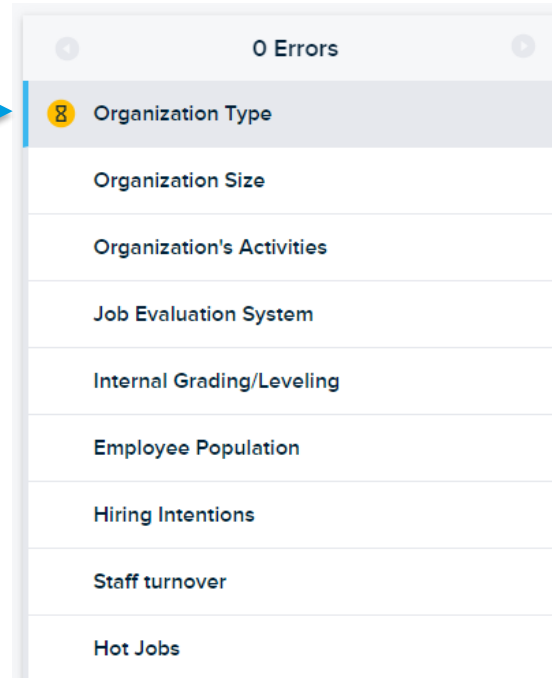 0 Errors
Organization Type
Organization Size
Organization's Activities
Job Evaluation System
Internal Grading/Leveling
Employee Population
Hiring Intentions
Staff turnover
Hot Jobs